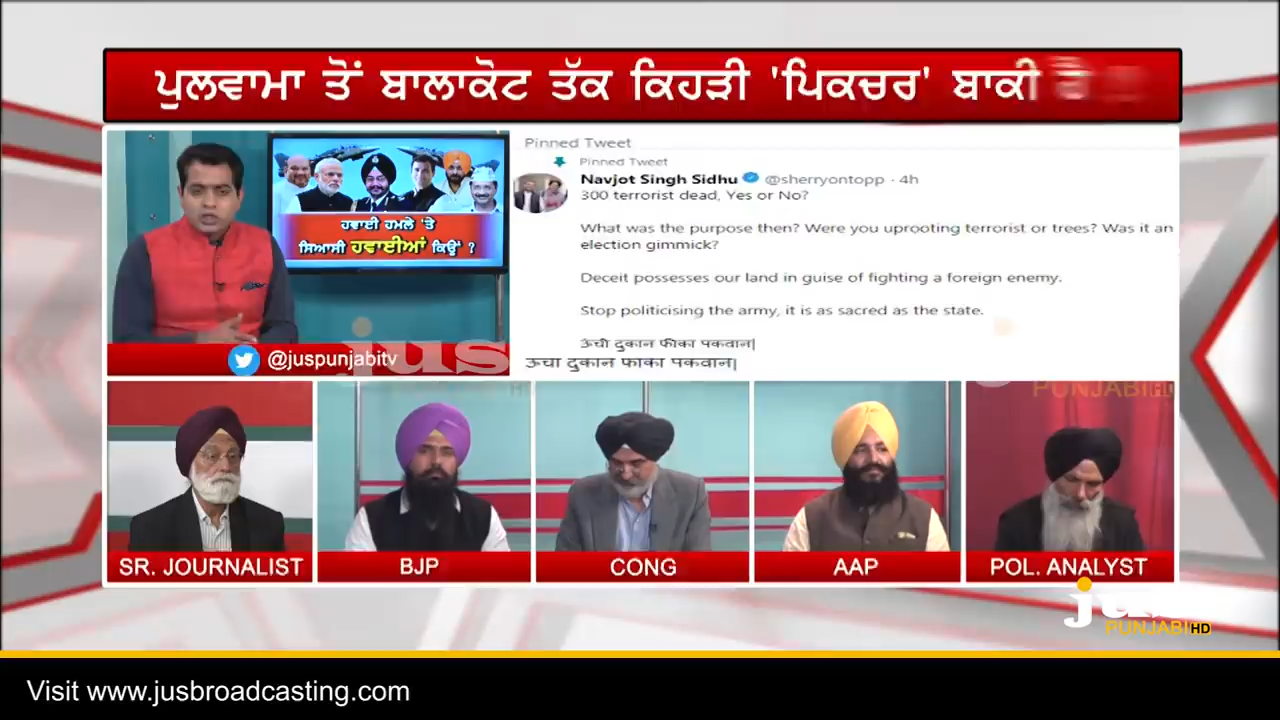 ਪੁਲਵਾਮਾ ਤੋਂ ਬਾਲਾਕੋਟ ਤੱਕ ਕਿਹੜੀ 'ਪਿਕਚਰ' ਬਾਕੀ
ਹਵਾਈ ਹਮਲੇ 'ਤੇ
ਸਿਆਸੀ ਹਵਾਈਆਂ ਕਿਉਂ ?
@juspunjabitv
Pinned Tweet
Pinned Tweet
Navjot Singh Sidhu @sherryontopp · 4h
300 terrorist dead, Yes or No?
What was the purpose then? Were you uprooting terrorist or trees? Was it an
election gimmick?
Deceit possesses our land in guise of fighting a foreign enemy.
Stop politicising the army, it is as sacred as the state.
ऊंची दुकान फीका पकवान|
jus
PUNJABI HD
SR. JOURNALIST
BJP
CONG
AAP
POL. ANALYST
PUNJABI HD
Visit www.jusbroadcasting.com